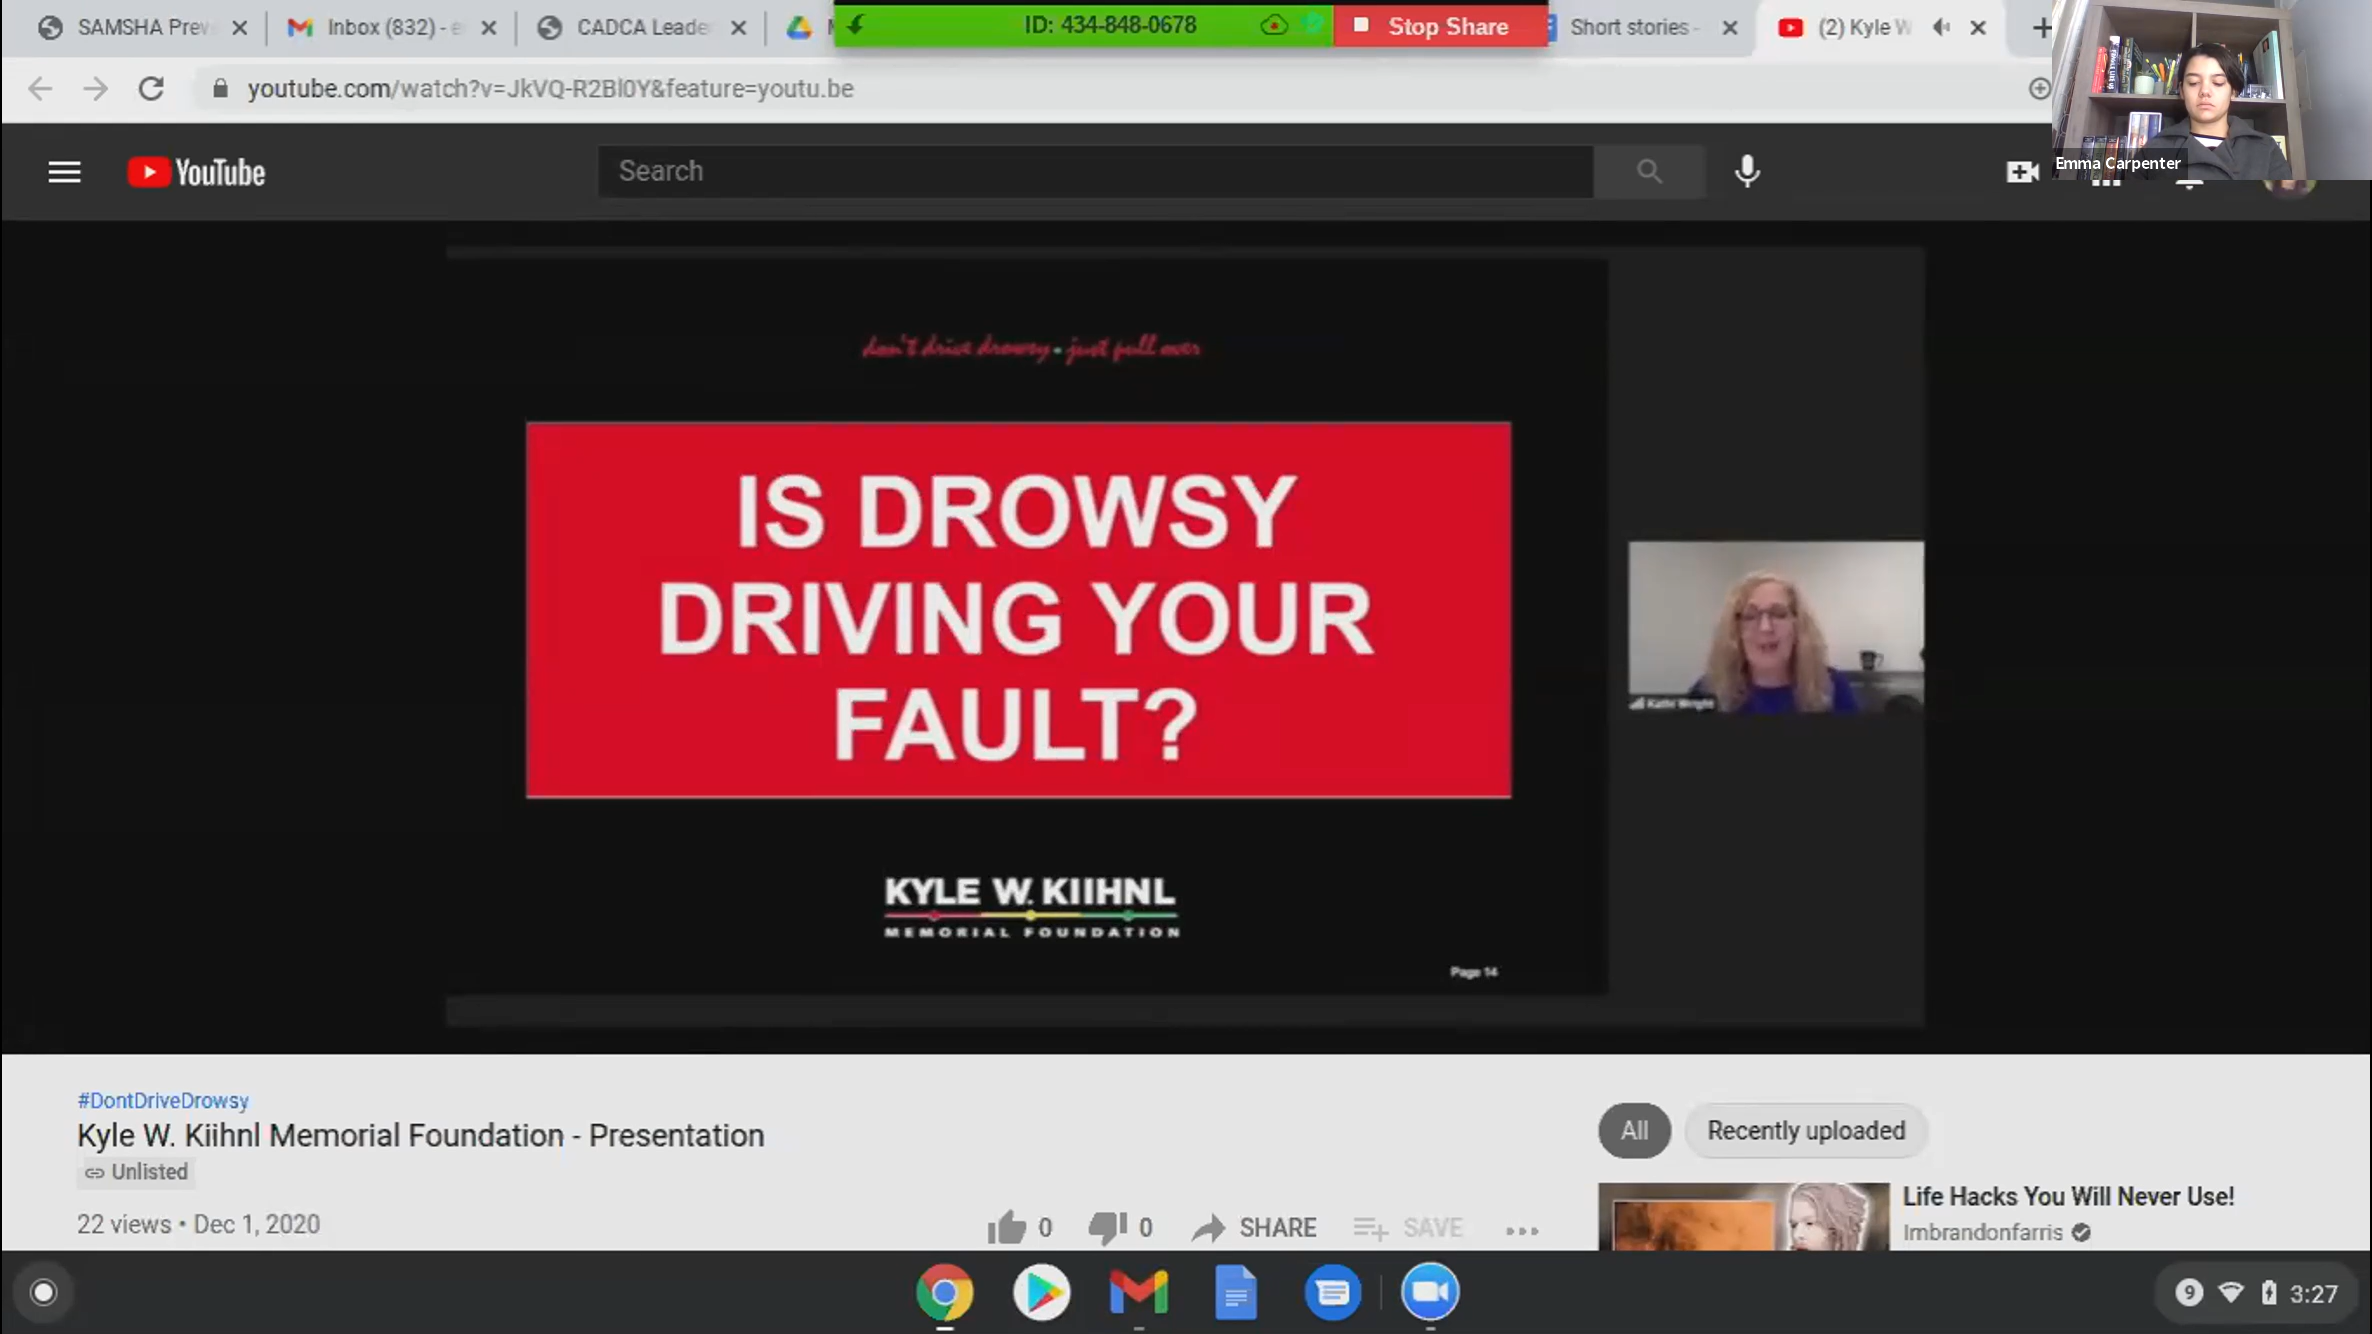 SAMSHA Prev
Inbox (832) - e
CADCA Leade
ID: 434-848-0678
Stop Share
Short stories -
(2) Kyle W
youtube.com/watch?v=JkVQ-R2Bl0Y&feature=youtu.be
YouTube
Search
Emma Carpenter
don't drive drowsy - just pull over
IS DROWSY
DRIVING YOUR
FAULT?
Kathi Wright
KYLE W. KIIHNL
MEMORIAL FOUNDATION
Page 14
#DontDriveDrowsy
Kyle W. Kiihnl Memorial Foundation - Presentation
Unlisted
22 views • Dec 1, 2020
0
0
SHARE
SAVE
All
Recently uploaded
Life Hacks You Will Never Use!
Imbrandonfarris
9
3:27